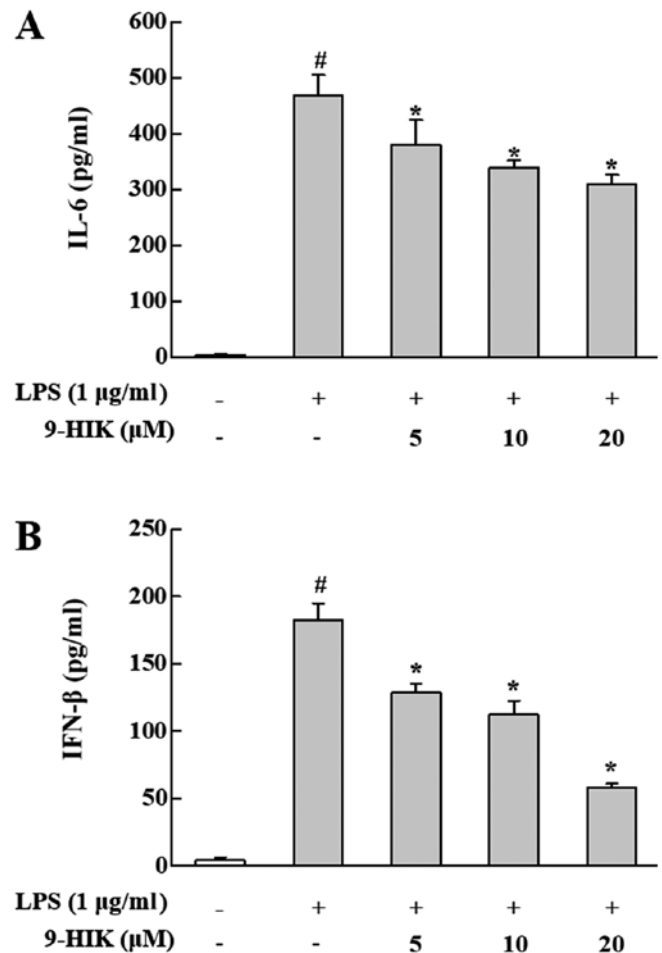 A
600
500
400
300
200
100
0
IL-6 (pg/ml)
#
*
*
*
LPS (1 μg/ml) - + + + +
9-HIK (μM) - - 5 10 20
B
250
200
150
100
50
0
IFN-β (pg/ml)
#
*
*
*
LPS (1 μg/ml) - + + + +
9-HIK (μM) - - 5 10 20